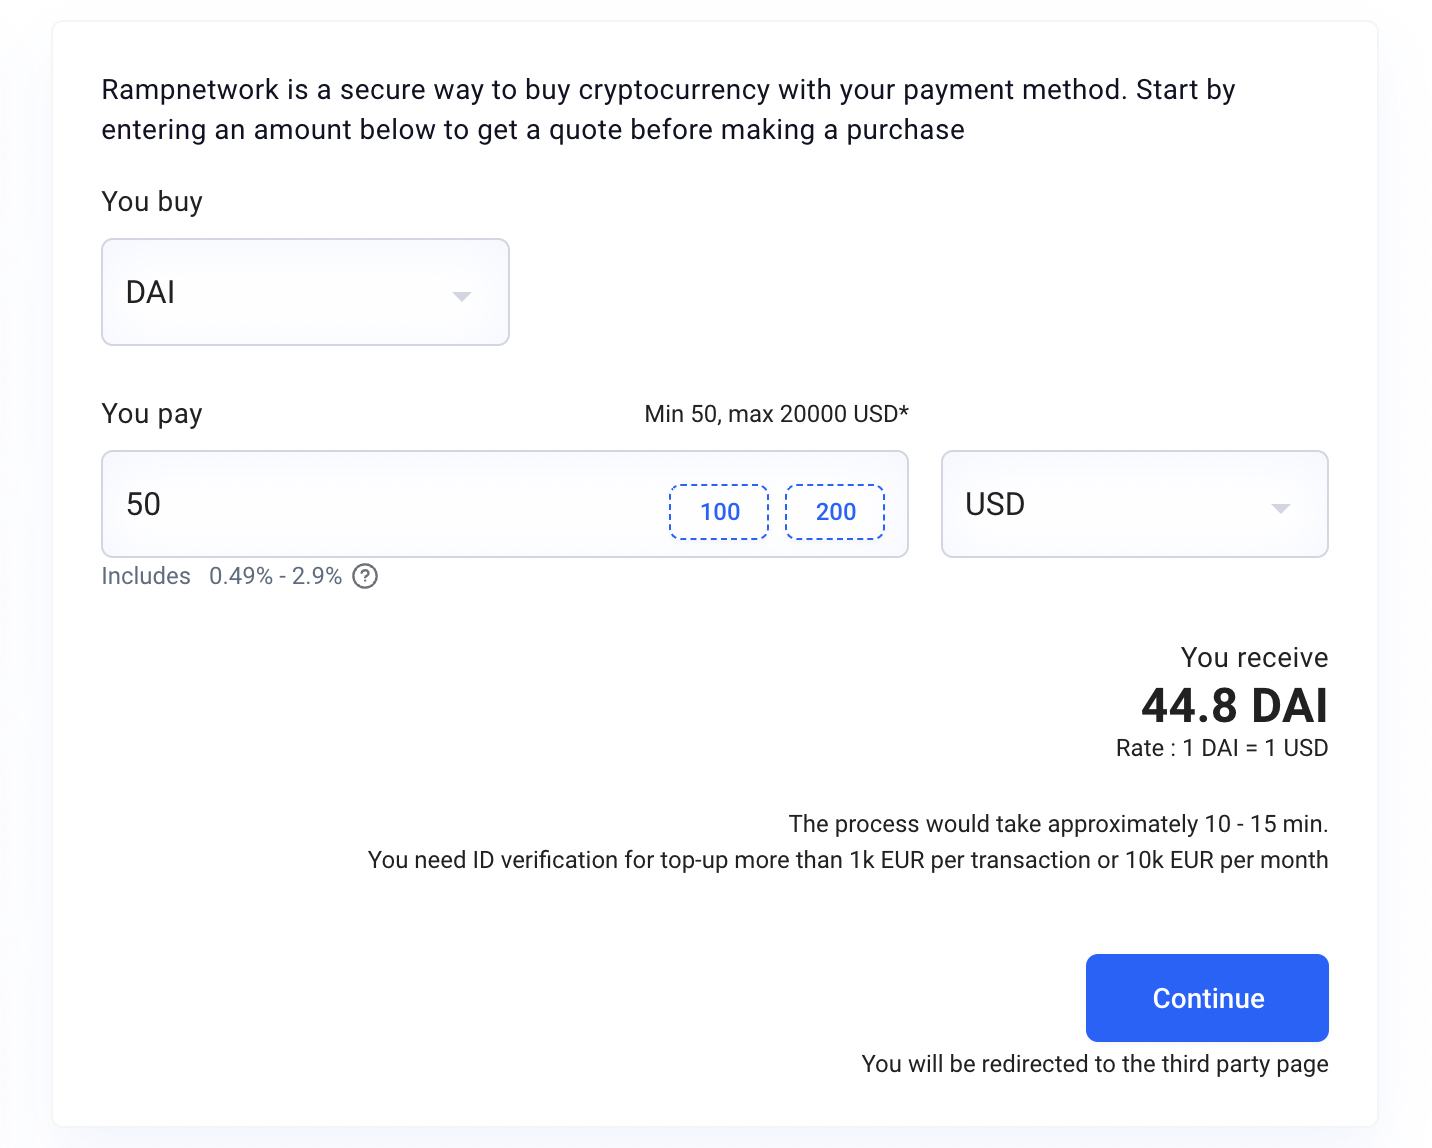 Rampnetwork is a secure way to buy cryptocurrency with your payment method. Start by
entering an amount below to get a quote before making a purchase
You buy
DAI
You pay
Min 50, max 20000 USD*
50
100
200
USD
Includes 0.49% - 2.9% ?
You receive
44.8 DAI
Rate : 1 DAI = 1 USD
The process would take approximately 10 - 15 min.
You need ID verification for top-up more than 1k EUR per transaction or 10k EUR per month
Continue
You will be redirected to the third party page